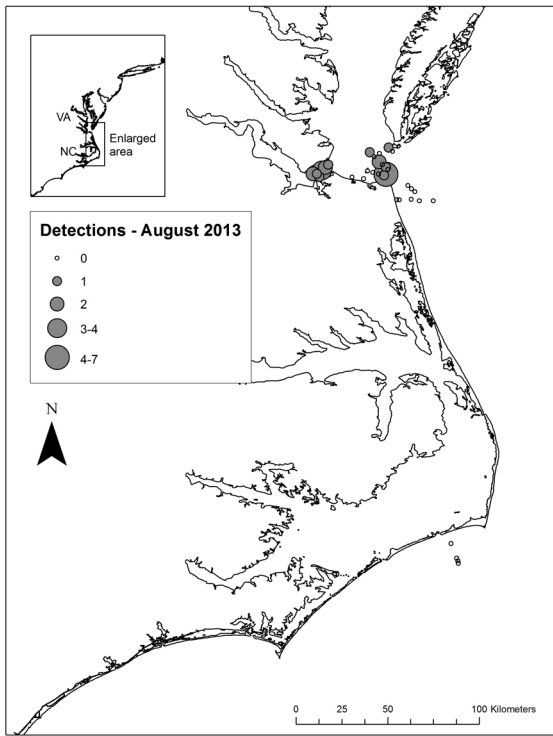 VA
NC
Enlarged
area
Detections - August 2013
0
1
2
3-4
4-7
N
0 25 50 100 Kilometers